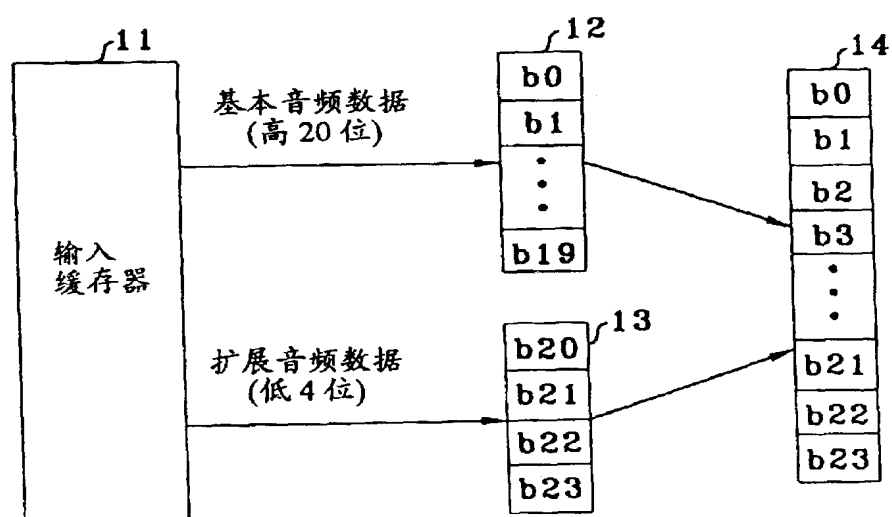 11
输入
缓存器
基本音频数据
(高20位)
扩展音频数据
(低4位)
12
b0
b1
b19
13
b20
b21
b22
b23
14
b0
b1
b2
b3
b21
b22
b23